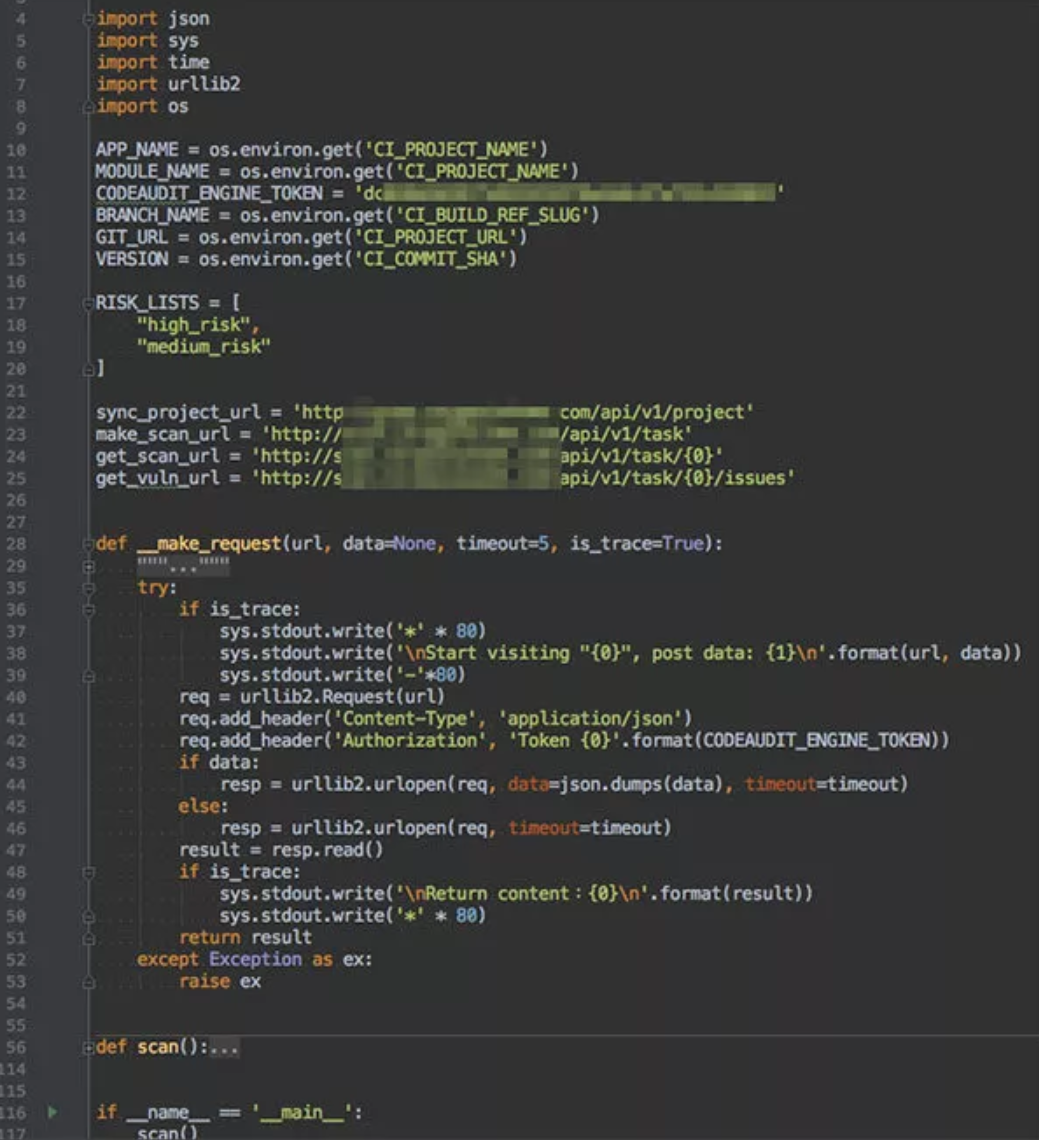 4 import json
5 import sys
6 import time
7 import urllib2
8 import os
9
10 APP_NAME = os.environ.get('CI_PROJECT_NAME')
11 MODULE_NAME = os.environ.get('CI_PROJECT_NAME')
12 CODEAUDIT_ENGINE_TOKEN = 'dc '
13 BRANCH_NAME = os.environ.get('CI_BUILD_REF_SLUG')
14 GIT_URL = os.environ.get('CI_PROJECT_URL')
15 VERSION = os.environ.get('CI_COMMIT_SHA')
16
17 RISK_LISTS = [
18     "high_risk",
19     "medium_risk"
20 ]
21
22 sync_project_url = 'http com/api/v1/project'
23 make_scan_url = 'http:// /api/v1/task'
24 get_scan_url = 'http://s api/v1/task/{0}'
25 get_vuln_url = 'http://s api/v1/task/{0}/issues'
26
27
28 def __make_request(url, data=None, timeout=5, is_trace=True):
29     """..."""
35     try:
36         if is_trace:
37             sys.stdout.write('*' * 80)
38             sys.stdout.write('\nStart visiting "{0}", post data: {1}\n'.format(url, data))
39             sys.stdout.write('-'*80)
40         req = urllib2.Request(url)
41         req.add_header('Content-Type', 'application/json')
42         req.add_header('Authorization', 'Token {0}'.format(CODEAUDIT_ENGINE_TOKEN))
43         if data:
44             resp = urllib2.urlopen(req, data=json.dumps(data), timeout=timeout)
45         else:
46             resp = urllib2.urlopen(req, timeout=timeout)
47         result = resp.read()
48         if is_trace:
49             sys.stdout.write('\nReturn content：{0}\n'.format(result))
50             sys.stdout.write('*' * 80)
51         return result
52     except Exception as ex:
53         raise ex
54
55
56 def scan():...
114
115
116 if __name__ == '__main__':
117     scan()